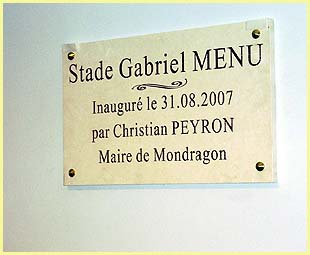 Stade Gabriel MENU
Inauguré le 31.08.2007
par Christian PEYRON
Maire de Mondragon